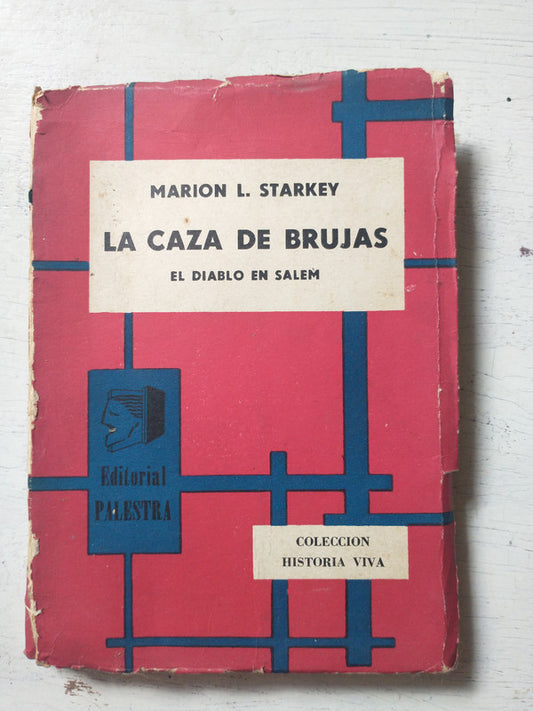 MARION L. STARKEY
LA CAZA DE BRUJAS
EL DIABLO EN SALEM
Editorial
PALESTRA
COLECCION
HISTORIA VIVA